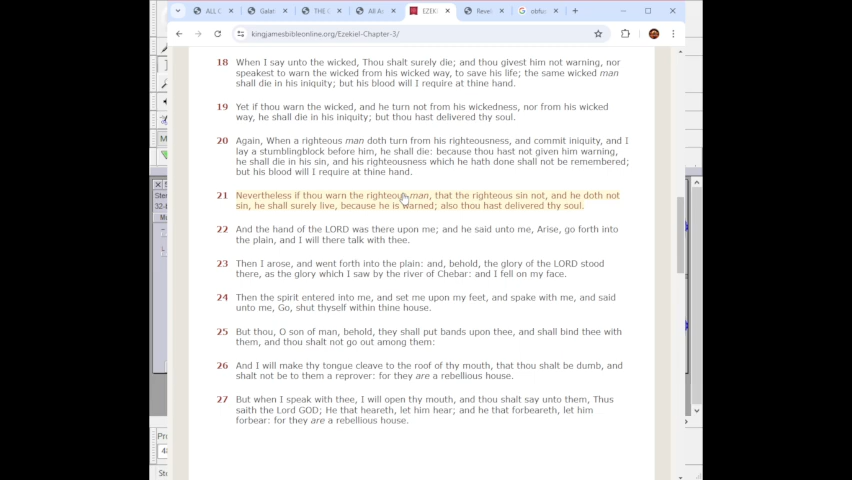 ALL C
Galat
THE G
All An
EZEKI
Revel
obfus
kingjamesbibleonline.org/Ezekiel-Chapter-3/
18 When I say unto the wicked, Thou shalt surely die; and thou givest him not warning, nor
speakest to warn the wicked from his wicked way, to save his life; the same wicked man
shall die in his iniquity; but his blood will I require at thine hand.
19 Yet if thou warn the wicked, and he turn not from his wickedness, nor from his wicked
way, he shall die in his iniquity; but thou hast delivered thy soul.
20 Again, When a righteous man doth turn from his righteousness, and commit iniquity, and I
lay a stumblingblock before him, he shall die: because thou hast not given him warning,
he shall die in his sin, and his righteousness which he hath done shall not be remembered;
but his blood will I require at thine hand.
21 Nevertheless if thou warn the righteous man, that the righteous sin not, and he doth not
sin, he shall surely live, because he is warned; also thou hast delivered thy soul.
22 And the hand of the LORD was there upon me; and he said unto me, Arise, go forth into
the plain, and I will there talk with thee.
23 Then I arose, and went forth into the plain: and, behold, the glory of the LORD stood
there, as the glory which I saw by the river of Chebar: and I fell on my face.
24 Then the spirit entered into me, and set me upon my feet, and spake with me, and said
unto me, Go, shut thyself within thine house.
25 But thou, O son of man, behold, they shall put bands upon thee, and shall bind thee with
them, and thou shalt not go out among them:
26 And I will make thy tongue cleave to the roof of thy mouth, that thou shalt be dumb, and
shalt not be to them a reprover: for they are a rebellious house.
27 But when I speak with thee, I will open thy mouth, and thou shalt say unto them, Thus
saith the Lord GOD; He that heareth, let him hear; and he that forbeareth, let him
forbear: for they are a rebellious house.